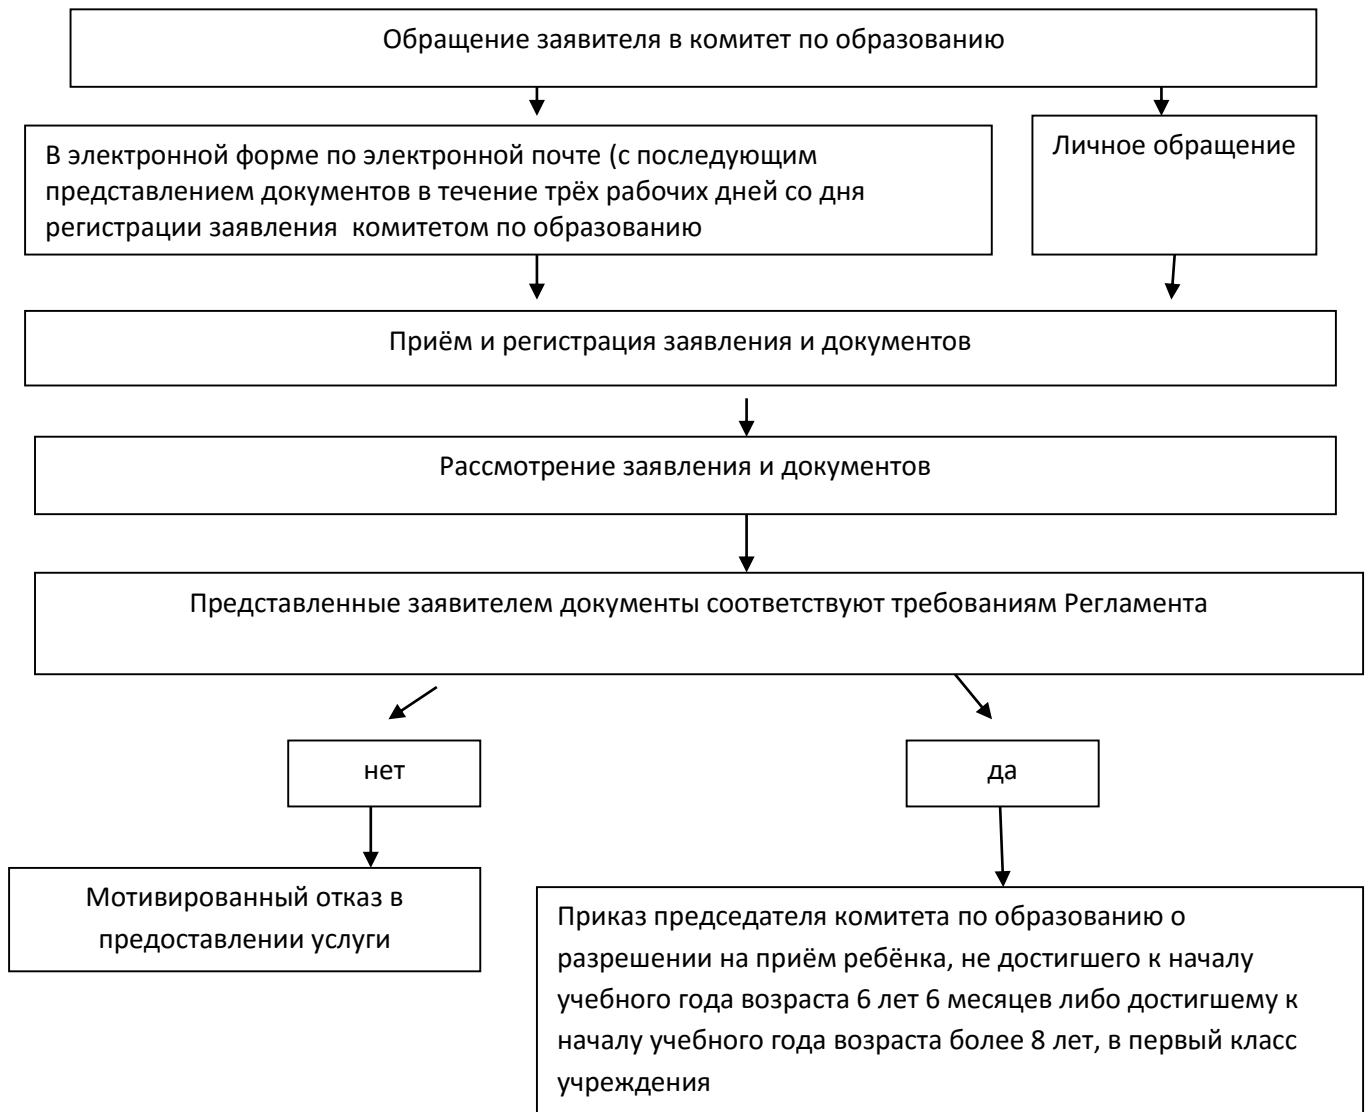 Обращение заявителя в комитет по образованию
В электронной форме по электронной почте (с последующим
представлением документов в течение трёх рабочих дней со дня
регистрации заявления  комитетом по образованию
Личное обращение
Приём и регистрация заявления и документов
Рассмотрение заявления и документов
Представленные заявителем документы соответствуют требованиям Регламента
нет
да
Мотивированный отказ в
предоставлении услуги
Приказ председателя комитета по образованию о
разрешении на приём ребёнка, не достигшего к началу
учебного года возраста 6 лет 6 месяцев либо достигшему к
началу учебного года возраста более 8 лет, в первый класс
учреждения